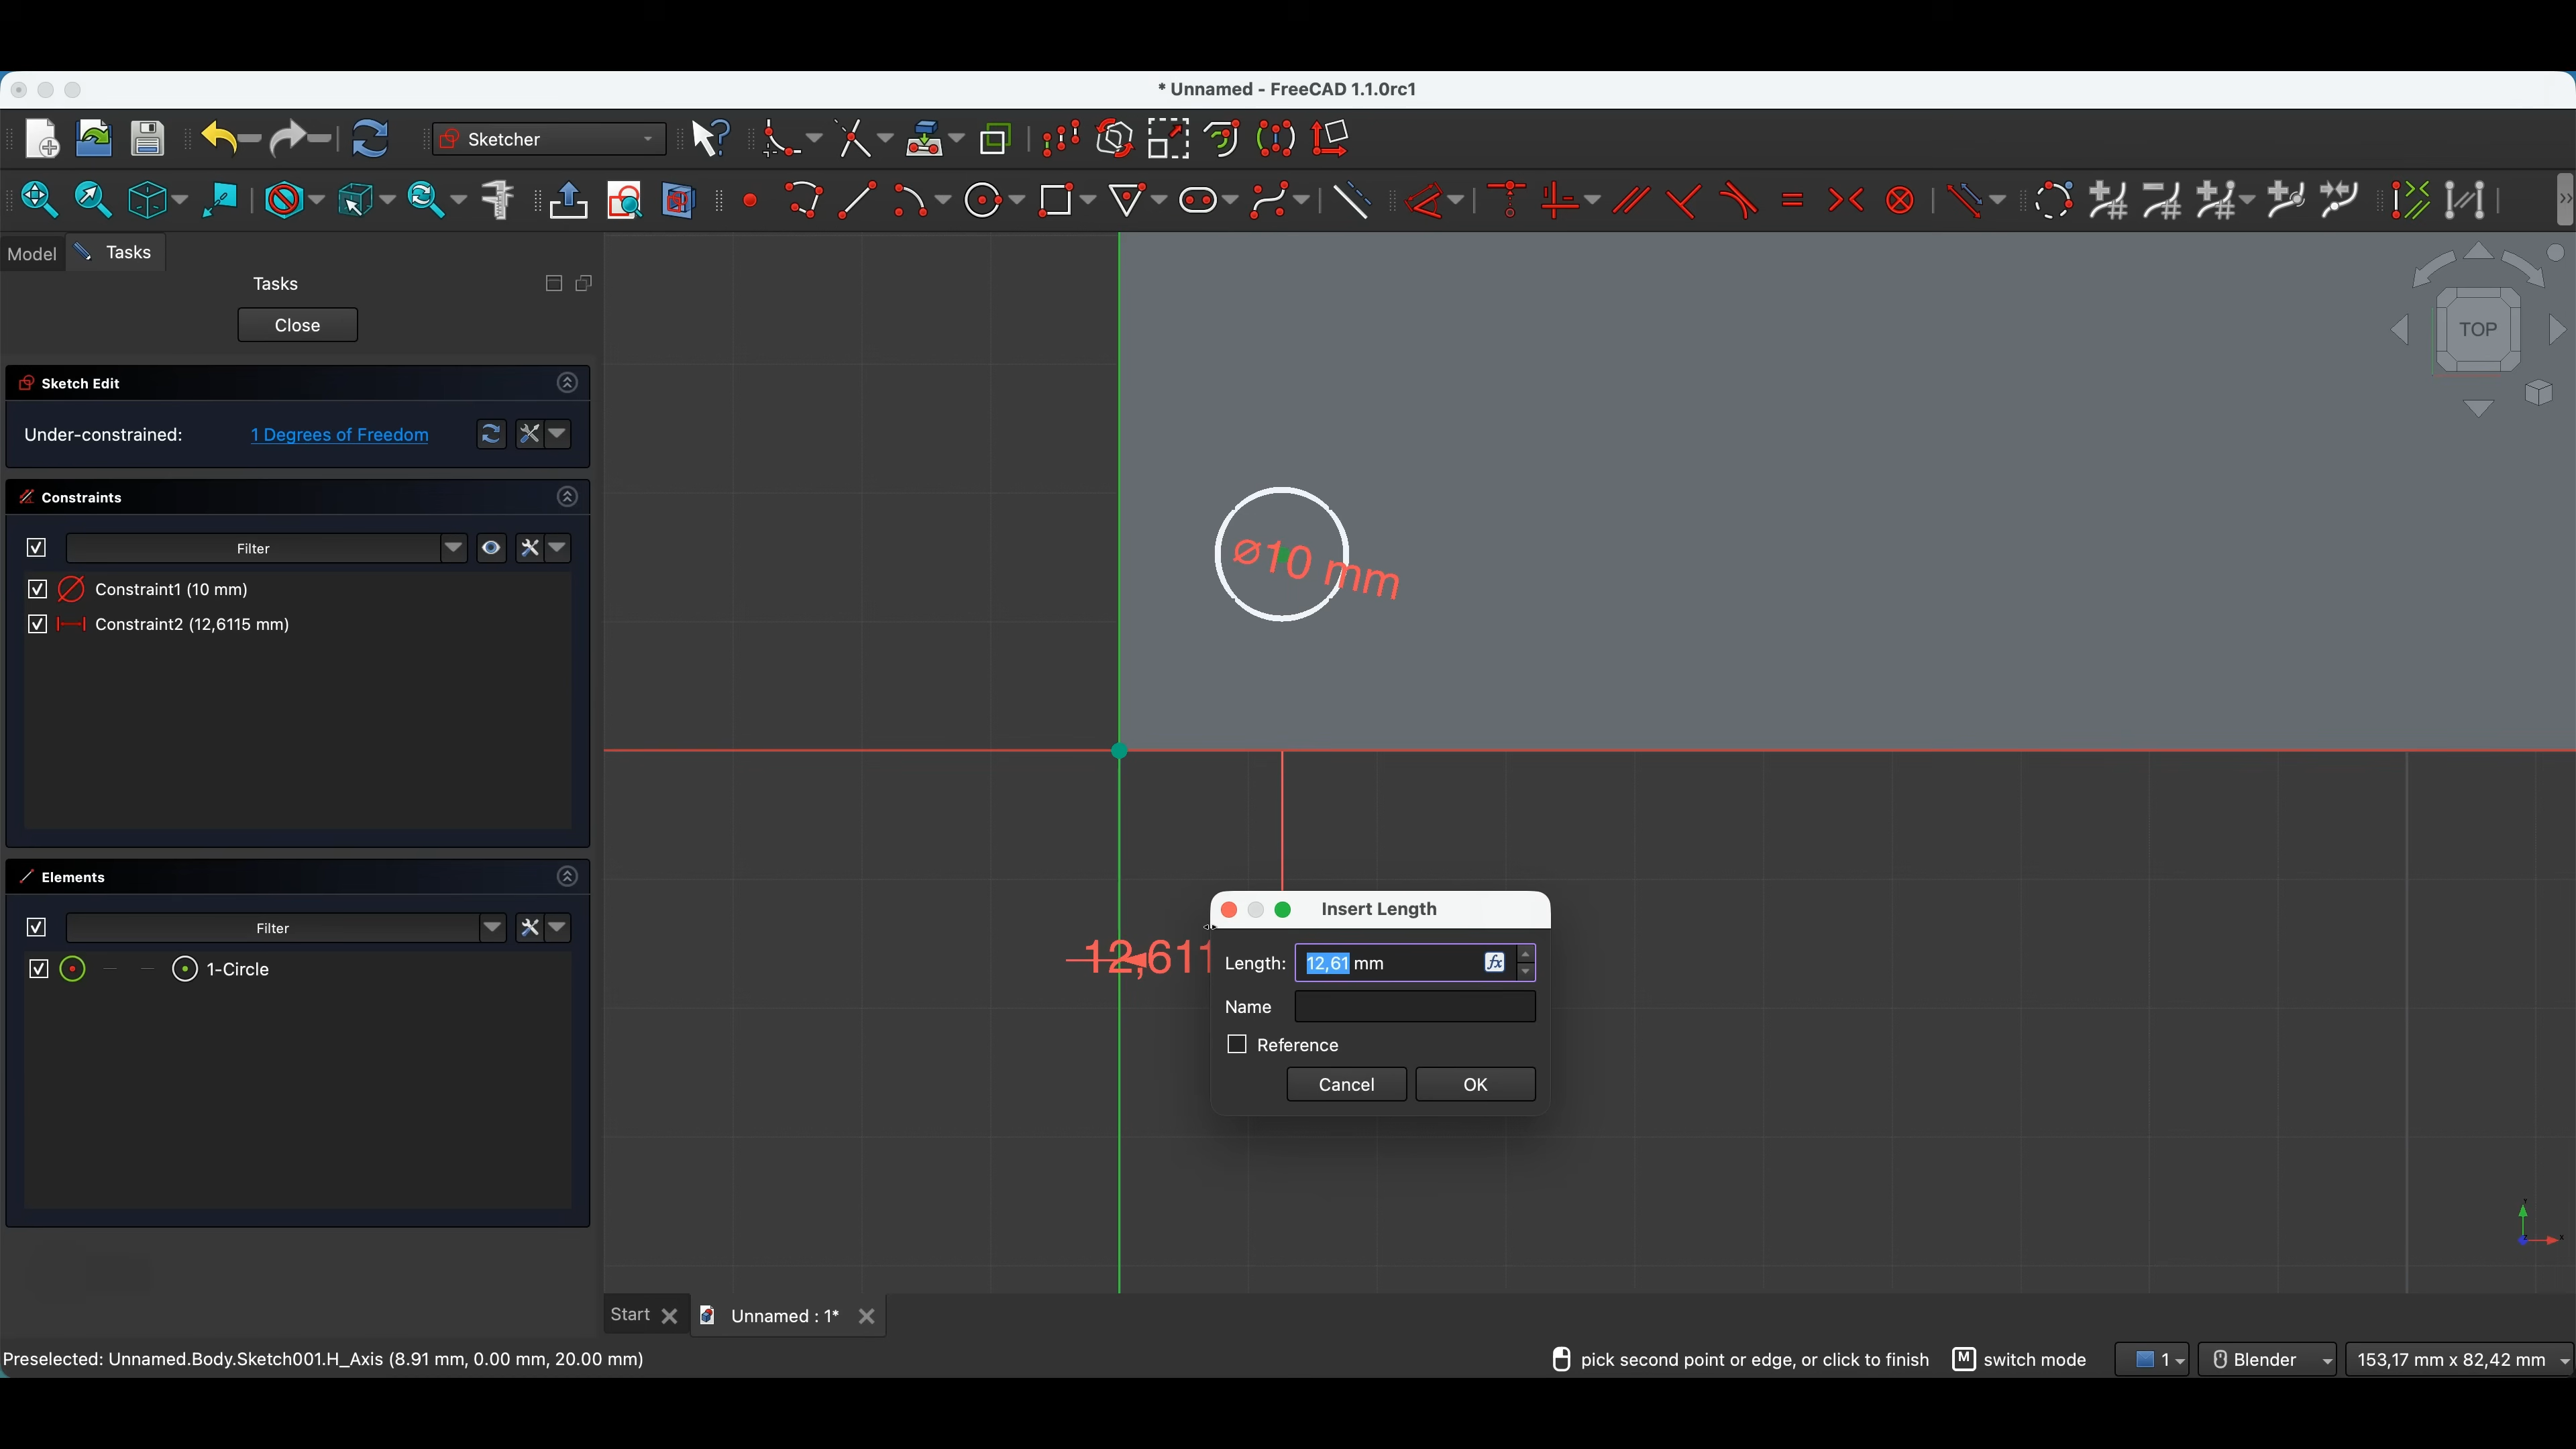 * Unnamed - FreeCAD 1.1.0rc1
Sketcher
Model
Tasks
Tasks
Close
Sketch Edit
Under-constrained:
1 Degrees of Freedom
Constraints
Filter
Constraint1 (10 mm)
Constraint2 (12,6115 mm)
Elements
Filter
1-Circle
TOP
⌀10 mm
12,611
Insert Length
Length:
12,61 mm
fx
Name
Reference
Cancel
OK
Start
Unnamed : 1*
Preselected: Unnamed.Body.Sketch001.H_Axis (8.91 mm, 0.00 mm, 20.00 mm)
pick second point or edge, or click to finish
M
switch mode
1
Blender
153,17 mm x 82,42 mm